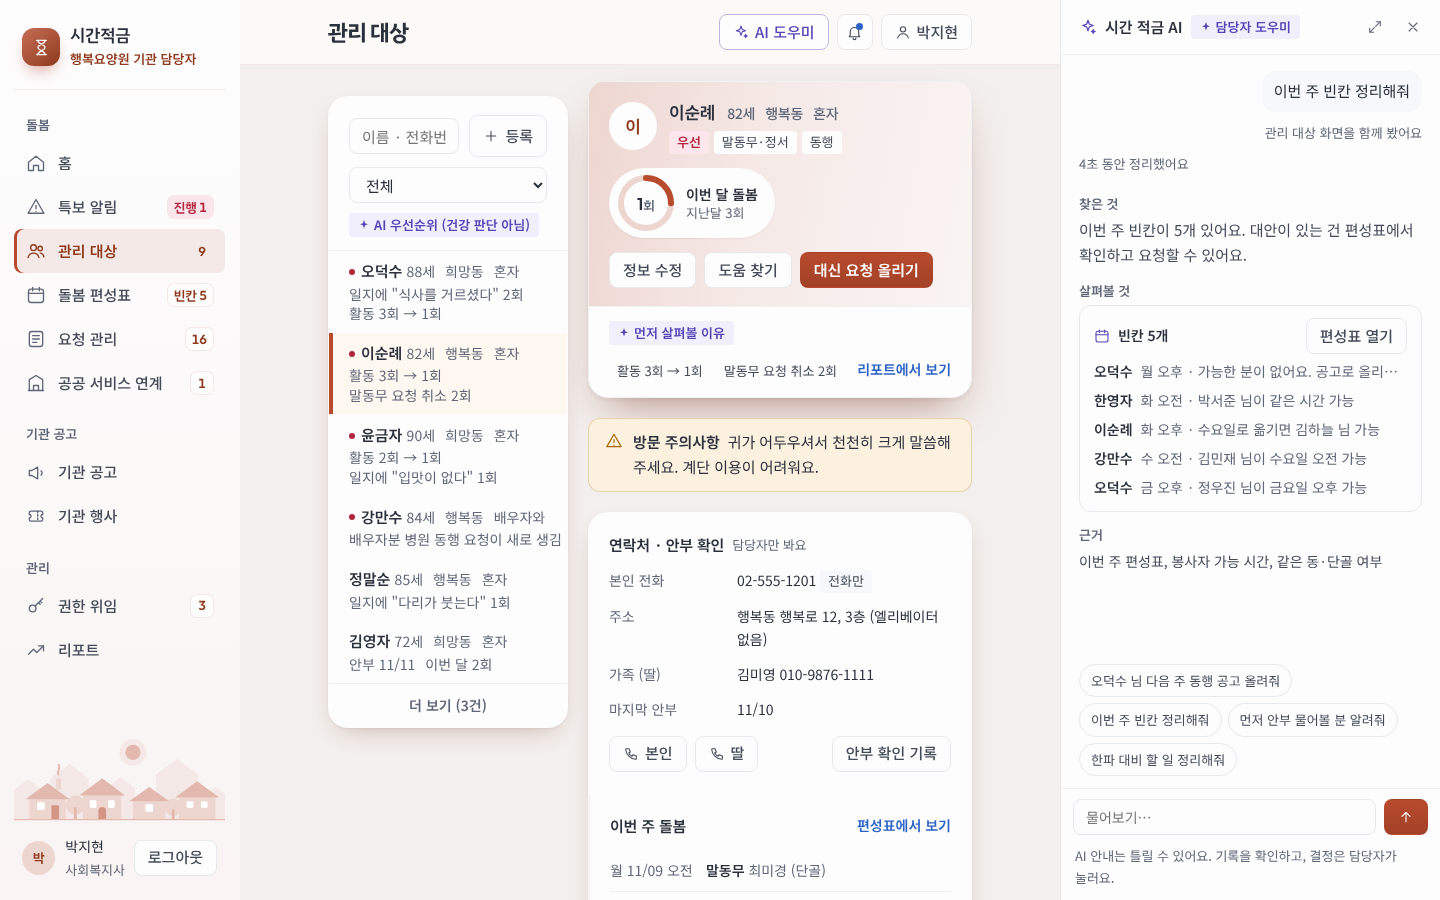 시간적금
행복요양원 기관 담당자
돌봄
홈
특보 알림 진행 1
관리 대상 9
돌봄 편성표 빈칸 5
요청 관리 16
공공 서비스 연계 1
기관 공고
기관 공고
기관 행사
관리
권한 위임 3
리포트
박 박지현
사회복지사
로그아웃
관리 대상
AI 도우미
박지현
이름 · 전화번
등록
전체
AI 우선순위 (건강 판단 아님)
오덕수 88세 희망동 혼자
일지에 "식사를 거르셨다" 2회
활동 3회 → 1회
이순례 82세 행복동 혼자
활동 3회 → 1회
말동무 요청 취소 2회
윤금자 90세 희망동 혼자
활동 2회 → 1회
일지에 "입맛이 없다" 1회
강만수 84세 행복동 배우자와
배우자분 병원 동행 요청이 새로 생김
정말순 85세 행복동 혼자
일지에 "다리가 붓는다" 1회
김영자 72세 희망동 혼자
안부 11/11 이번 달 2회
더 보기 (3건)
이 이순례 82세 행복동 혼자
우선 말동무·정서 동행
1회 이번 달 돌봄
지난달 3회
정보 수정 도움 찾기 대신 요청 올리기
먼저 살펴볼 이유
활동 3회 → 1회 말동무 요청 취소 2회 리포트에서 보기
방문 주의사항 귀가 어두우셔서 천천히 크게 말씀해
주세요. 계단 이용이 어려워요.
연락처 · 안부 확인 담당자만 봐요
본인 전화 02-555-1201 전화만
주소 행복동 행복로 12, 3층 (엘리베이터
없음)
가족 (딸) 김미영 010-9876-1111
마지막 안부 11/10
본인 딸 안부 확인 기록
이번 주 돌봄 편성표에서 보기
월 11/09 오전 말동무 최미경 (단골)
시간 적금 AI 담당자 도우미
이번 주 빈칸 정리해줘
관리 대상 화면을 함께 봤어요
4초 동안 정리했어요
찾은 것
이번 주 빈칸이 5개 있어요. 대안이 있는 건 편성표에서
확인하고 요청할 수 있어요.
살펴볼 것
빈칸 5개 편성표 열기
오덕수 월 오후 · 가능한 분이 없어요. 공고로 올리…
한영자 화 오전 · 박서준 님이 같은 시간 가능
이순례 화 오후 · 수요일로 옮기면 김하늘 님 가능
강만수 수 오전 · 김민재 님이 수요일 오전 가능
오덕수 금 오후 · 정우진 님이 금요일 오후 가능
근거
이번 주 편성표, 봉사자 가능 시간, 같은 동·단골 여부
오덕수 님 다음 주 동행 공고 올려줘
이번 주 빈칸 정리해줘 먼저 안부 물어볼 분 알려줘
한파 대비 할 일 정리해줘
물어보기…
AI 안내는 틀릴 수 있어요. 기록을 확인하고, 결정은 담당자가
눌러요.